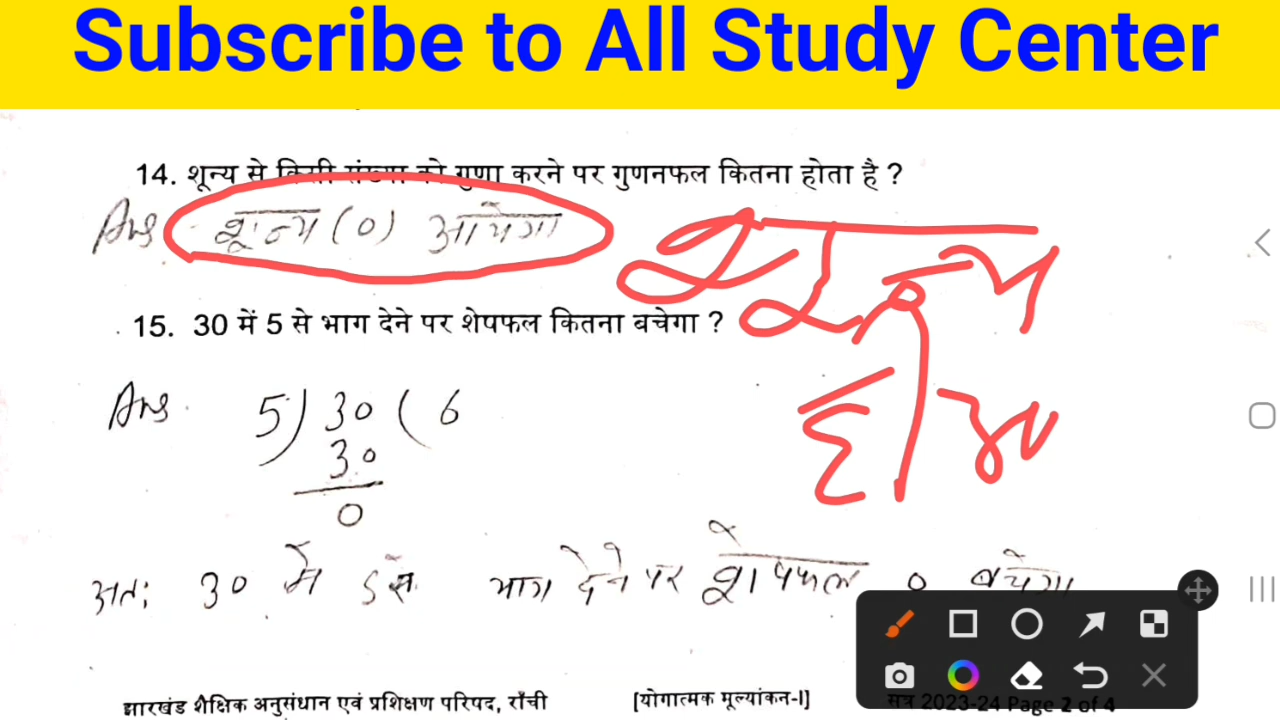 Subscribe to All Study Center
14. शून्य से किसी संख्या को गुणा करने पर गुणनफल कितना होता है ?
Ans शून्य (0) आयेगा
शून्य
15. 30 में 5 से भाग देने पर शेषफल कितना बचेगा ?
Ans. 5) 30 ( 6
30
0
अतः 30 में 5 से भाग देने पर शेषफल 0 बचेगा
झारखंड शैक्षिक अनुसंधान एवं प्रशिक्षण परिषद, राँची [योगात्मक मूल्यांकन-I] सत्र 2023-24 Page 2 of 4